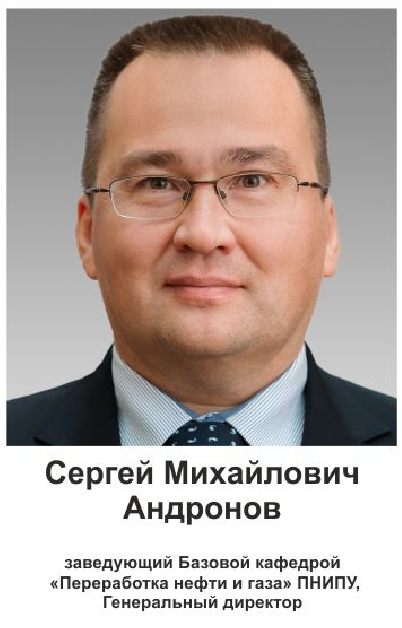 Сергей Михайлович
Андронов
заведующий Базовой кафедрой
«Переработка нефти и газа» ПНИПУ,
Генеральный директор